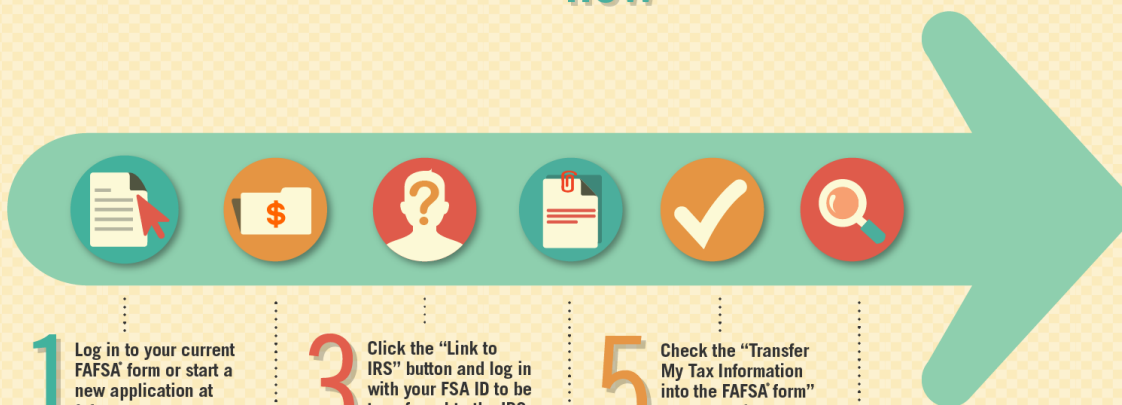 1
Log in to your current
FAFSA® form or start a
new application at
3
Click the “Link to
IRS” button and log in
with your FSA ID to be
5
Check the “Transfer
My Tax Information
into the FAFSA® form”
$
?